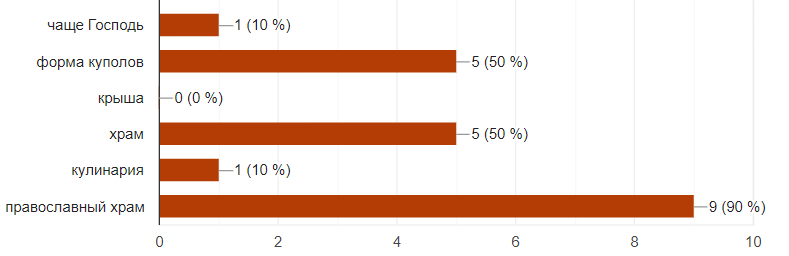 чаще Господь 1 (10 %)
форма куполов 5 (50 %)
крыша 0 (0 %)
храм 5 (50 %)
кулинария 1 (10 %)
православный храм 9 (90 %)
0 2 4 6 8 10